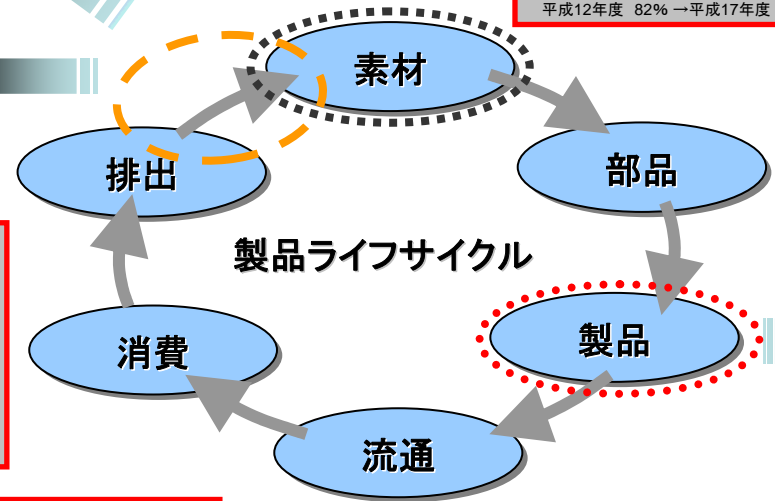 平成12年度 82% →平成17年度
素材
排出
部品
製品ライフサイクル
消費
製品
流通